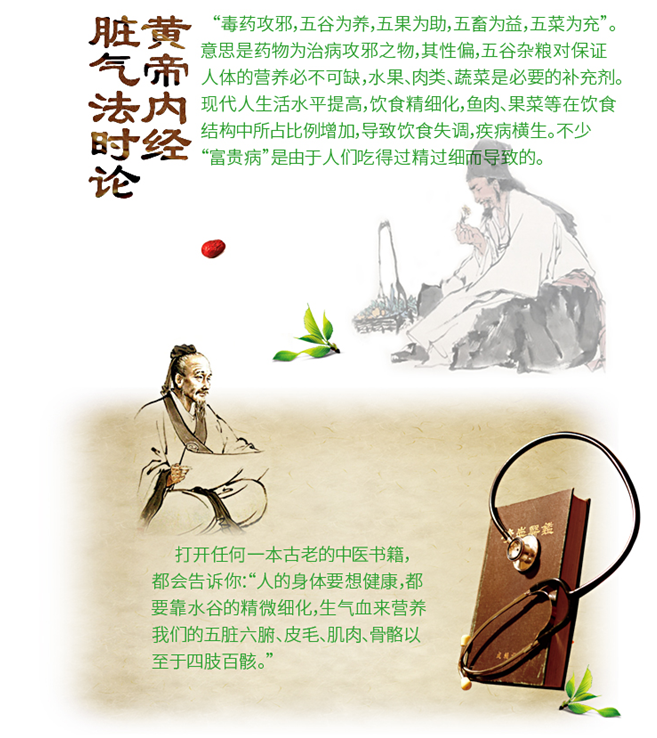 黄帝内经
脏气法时论
“毒药攻邪,五谷为养,五果为助,五畜为益,五菜为充”。
意思是药物为治病攻邪之物,其性偏,五谷杂粮对保证
人体的营养必不可缺,水果、肉类、蔬菜是必要的补充剂。
现代人生活水平提高,饮食精细化,鱼肉、果菜等在饮食
结构中所占比例增加,导致饮食失调,疾病横生。不少
“富贵病”是由于人们吃得过精过细而导致的。
打开任何一本古老的中医书籍,
都会告诉你:“人的身体要想健康,都
要靠水谷的精微细化,生气血来营养
我们的五脏六腑、皮毛、肌肉、骨骼以
至于四肢百骸。”